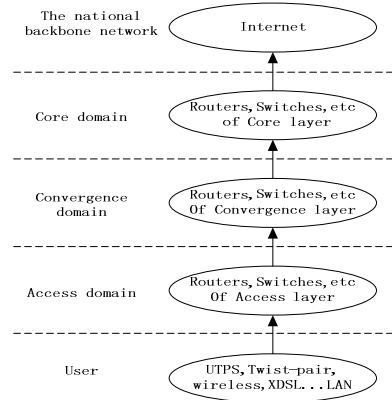 The national
backbone network
Internet
Core domain
Routers,Switches,etc
of Core layer
Convergence
domain
Routers,Switches,etc
Of Convergence layer
Access domain
Routers,Switches,etc
Of Access layer
User
UTPS,Twist-pair,
wireless,XDSL...LAN